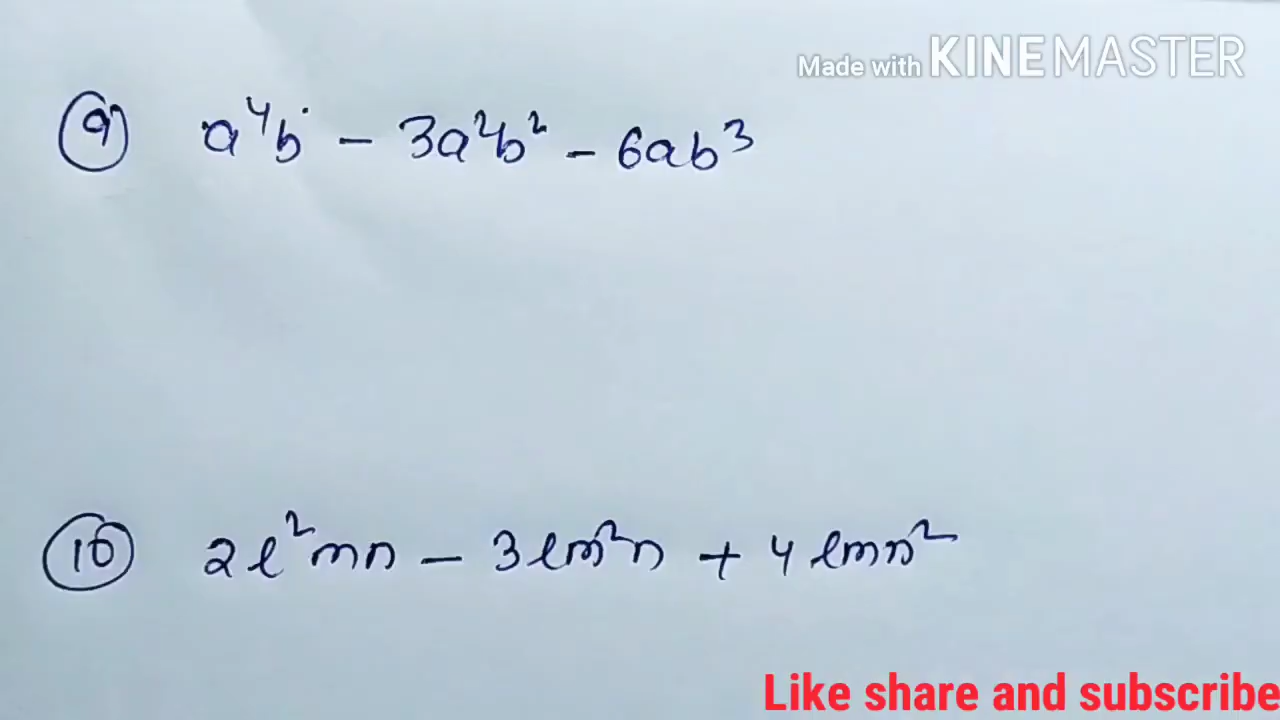 Made with KINEMASTER
9 a⁴b - 3a²b² - 6ab³
10 2l²mn - 3lm²n + 4lmn²
Like share and subscribe